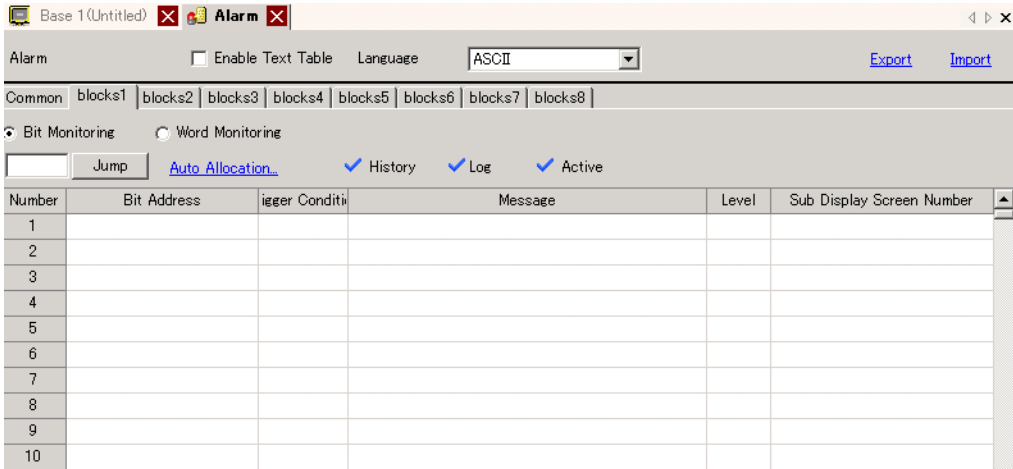 Base 1(Untitled) Alarm
Alarm Enable Text Table Language ASCII Export Import
Common blocks1 blocks2 blocks3 blocks4 blocks5 blocks6 blocks7 blocks8
Bit Monitoring Word Monitoring
Jump Auto Allocation... History Log Active
Number Bit Address igger Conditi Message Level Sub Display Screen Number
1
2
3
4
5
6
7
8
9
10